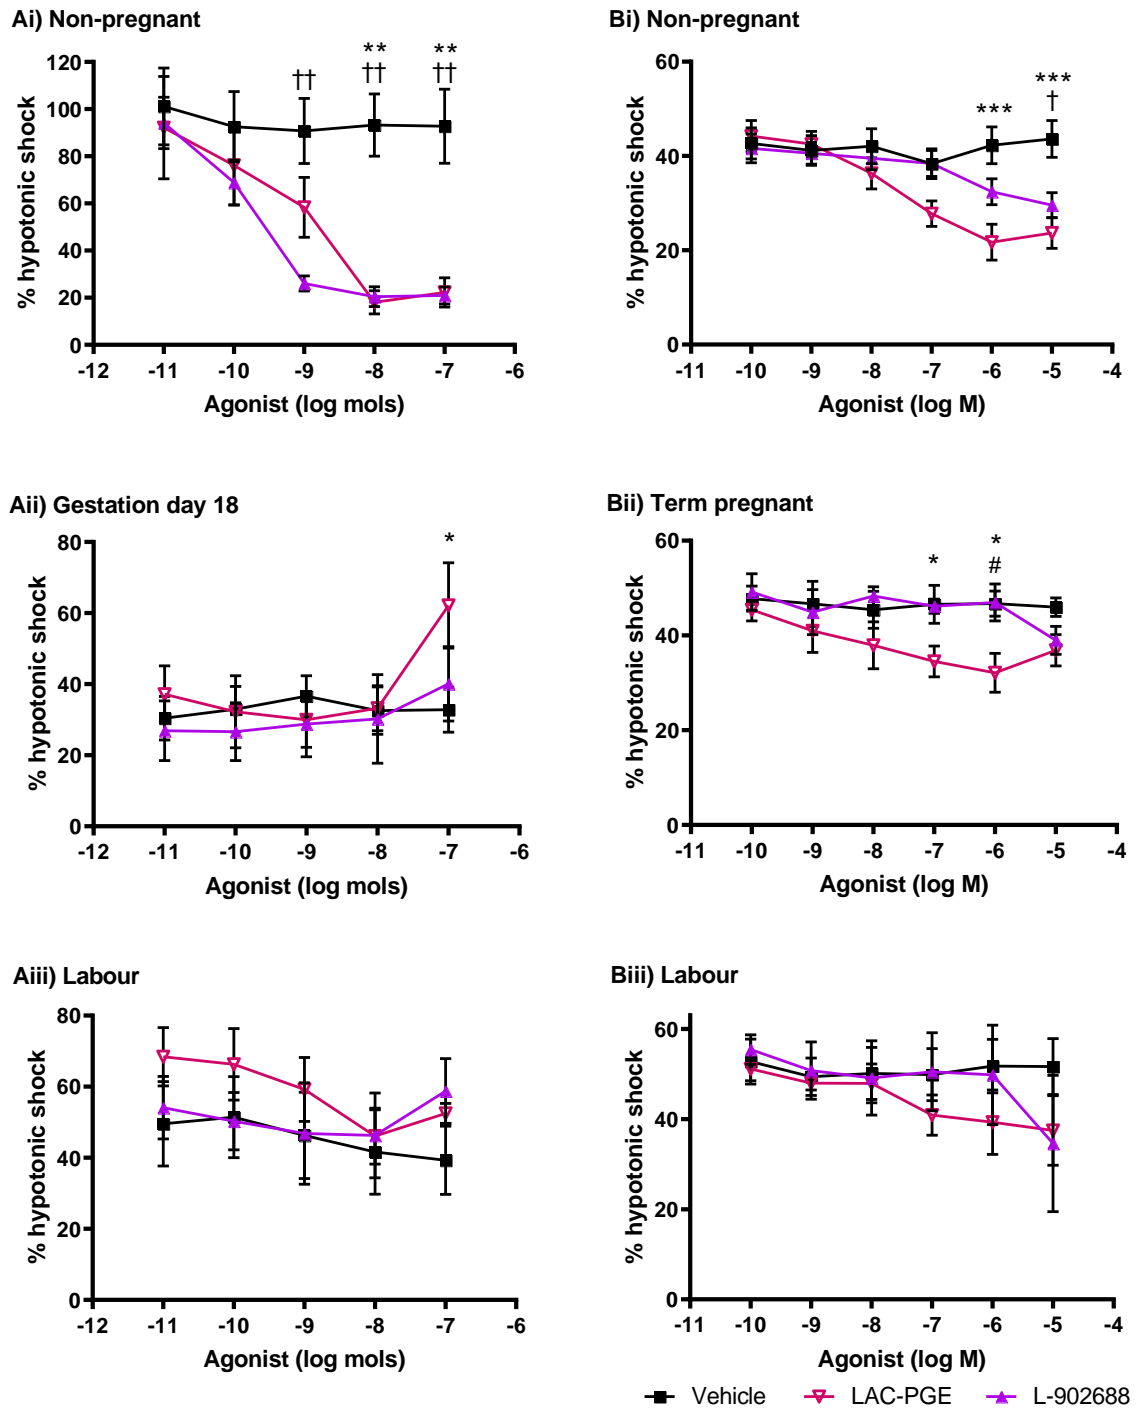 Ai) Non-pregnant
% hypotonic shock
120
100
80
60
40
20
0
††
**
††
**
††
-12 -11 -10 -9 -8 -7 -6
Agonist (log mols)
Bi) Non-pregnant
% hypotonic shock
60
40
20
0
***
***
†
-11 -10 -9 -8 -7 -6 -5 -4
Agonist (log M)
Aii) Gestation day 18
% hypotonic shock
80
60
40
20
0
*
-12 -11 -10 -9 -8 -7 -6
Agonist (log mols)
Bii) Term pregnant
% hypotonic shock
60
40
20
0
*
*
#
-11 -10 -9 -8 -7 -6 -5 -4
Agonist (log M)
Aiii) Labour
% hypotonic shock
80
60
40
20
0
-12 -11 -10 -9 -8 -7 -6
Agonist (log mols)
Biii) Labour
% hypotonic shock
60
40
20
0
-11 -10 -9 -8 -7 -6 -5 -4
Agonist (log M)
Vehicle LAC-PGE L-902688